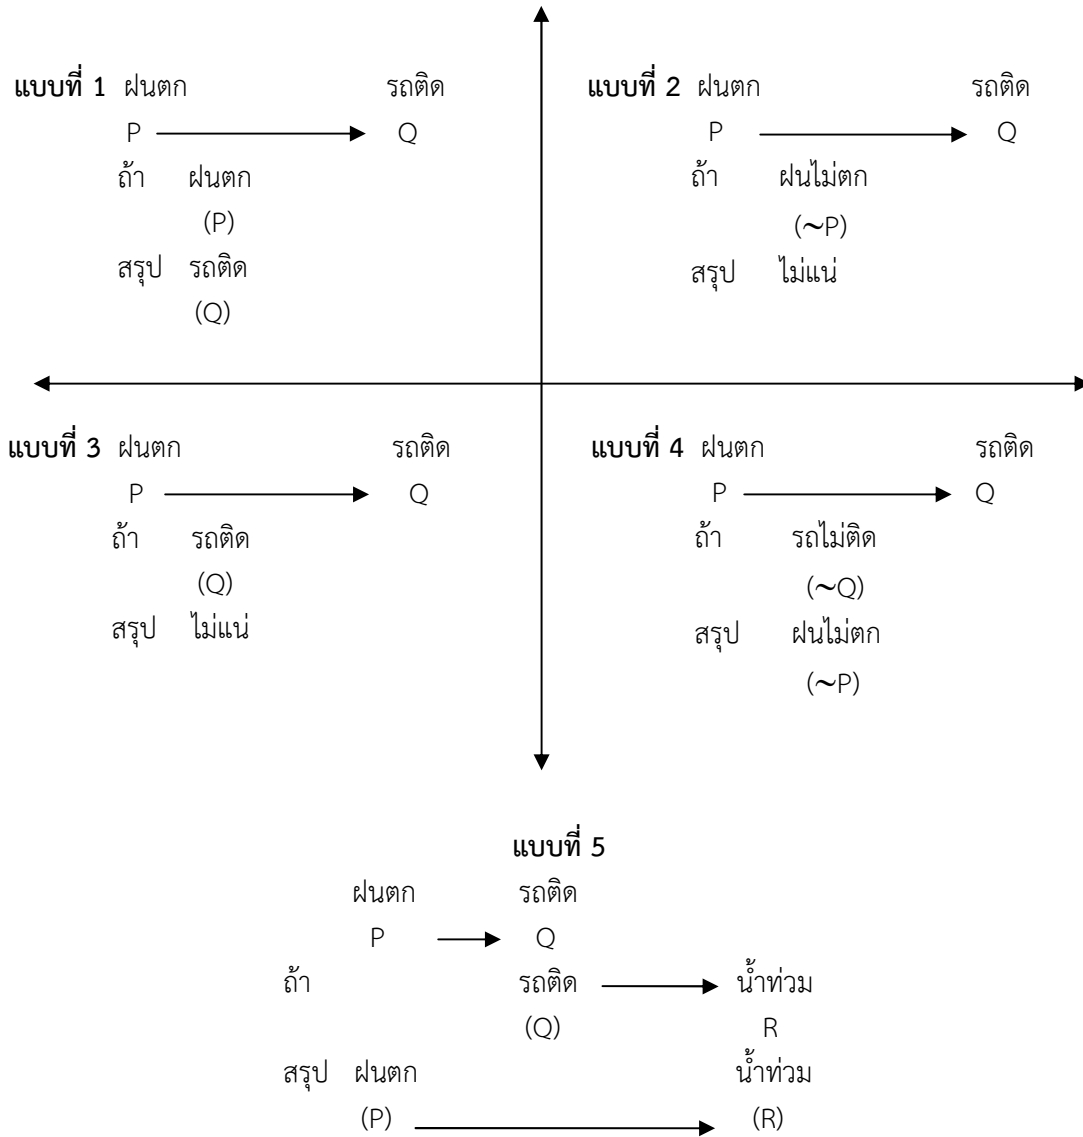 แบบที่ 1 ฝนตก รถติด
P Q
ถ้า ฝนตก
(P)
สรุป รถติด
(Q)
แบบที่ 2 ฝนตก รถติด
P Q
ถ้า ฝนไม่ตก
(~P)
สรุป ไม่แน่
แบบที่ 3 ฝนตก รถติด
P Q
ถ้า รถติด
(Q)
สรุป ไม่แน่
แบบที่ 4 ฝนตก รถติด
P Q
ถ้า รถไม่ติด
(~Q)
สรุป ฝนไม่ตก
(~P)
แบบที่ 5
ฝนตก รถติด
P Q
ถ้า รถติด น้ำท่วม
(Q) R
สรุป ฝนตก น้ำท่วม
(P) (R)